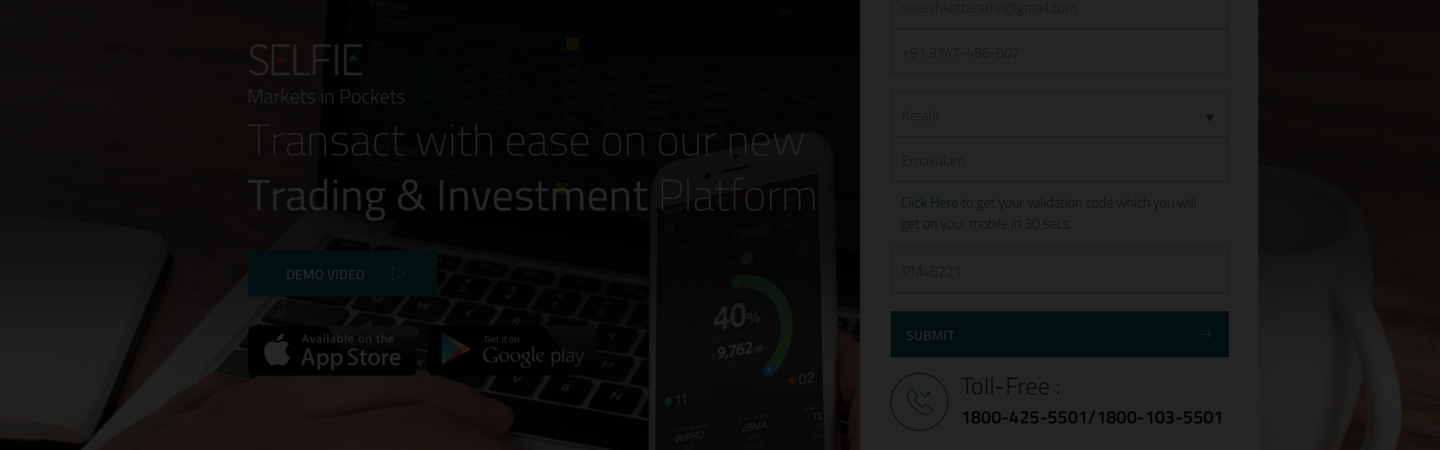 SELFIE
Markets in Pockets
Transact with ease on our new
Trading & Investment Platform
DEMO VIDEO
Available on the
App Store
Get it on
Google play
40%
9,762.00
11
02
WIPRO
JBMA
sijeeshkottarathil@gmail.com
+91 9747-486-807
Kerala
Ernakulam
Click Here to get your validation code which you will
get on your mobile in 30 secs.
PM46221
SUBMIT
Toll-Free :
1800-425-5501/1800-103-5501